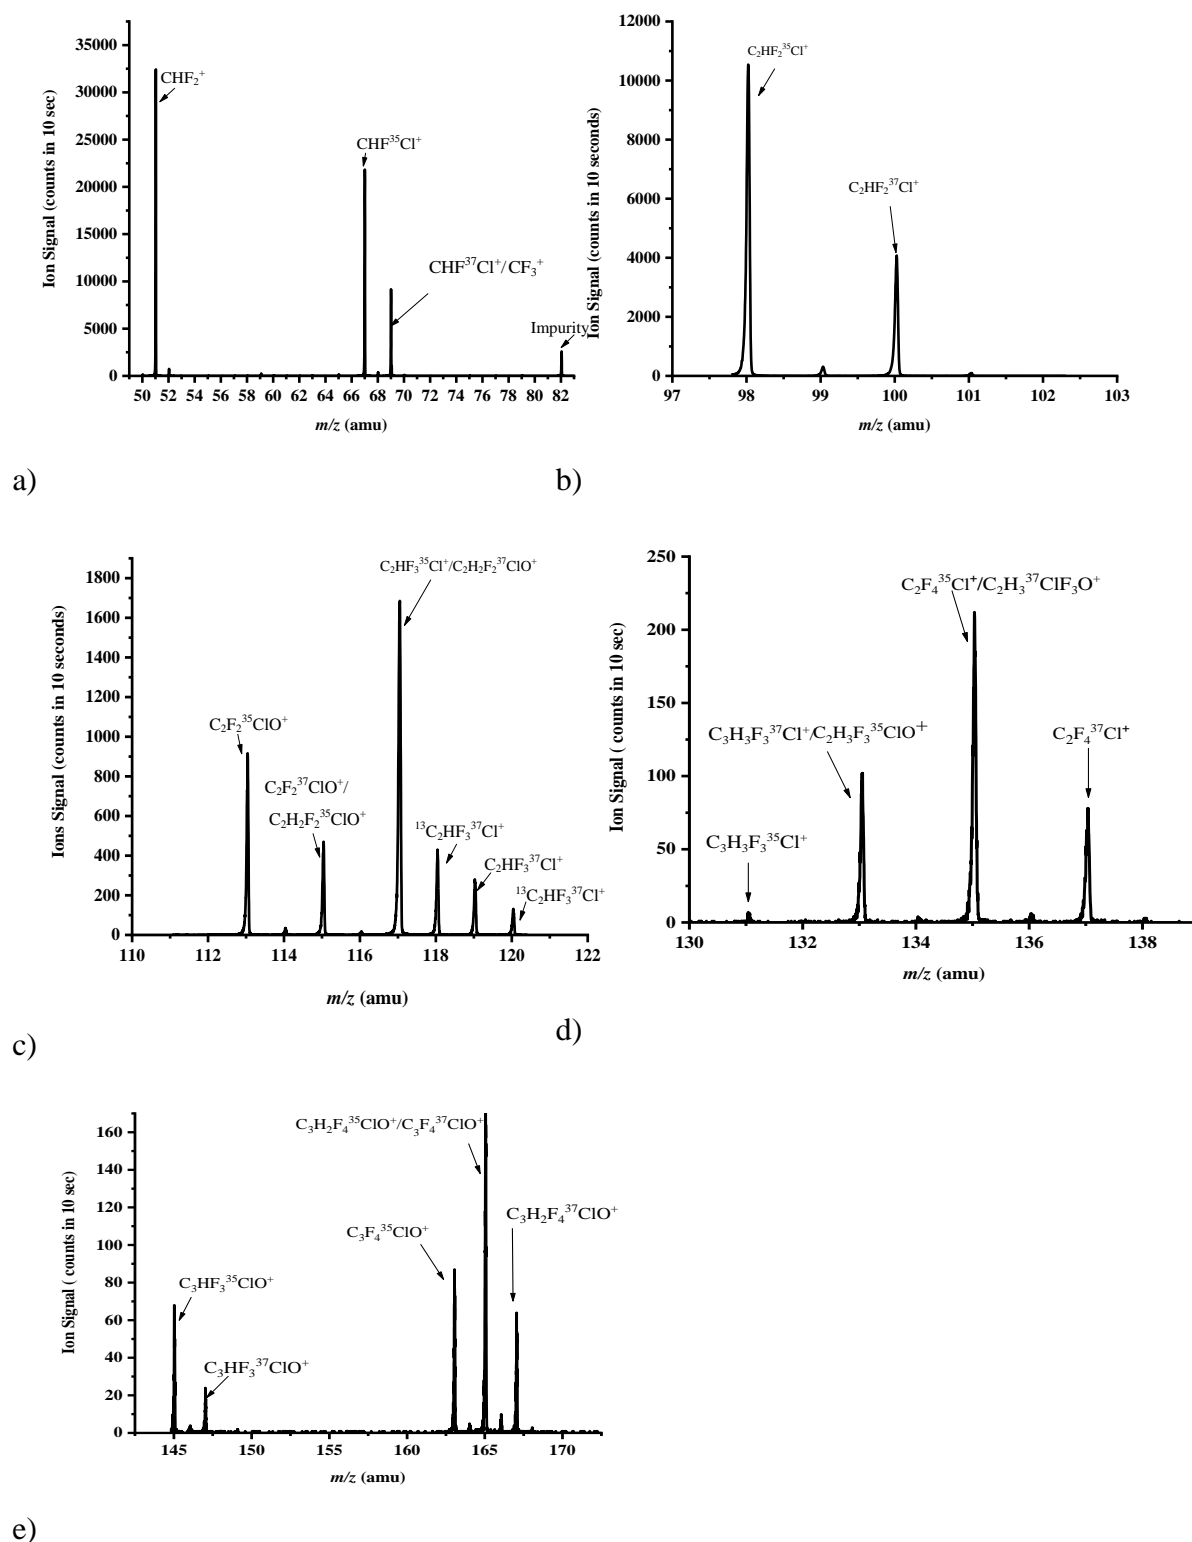 35000
30000
25000
20000
15000
10000
5000
0
Ion Signal (counts in 10 sec)
CHF₂⁺
CHF³⁵Cl⁺
CHF³⁷Cl⁺/CF₃⁺
Impurity
50 52 54 56 58 60 62 64 66 68 70 72 74 76 78 80 82
m/z (amu)
a)
12000
10000
8000
6000
4000
2000
0
Ion Signal (counts in 10 seconds)
C₂HF₂³⁵Cl⁺
C₂HF₂³⁷Cl⁺
97 98 99 100 101 102 103
m/z (amu)
b)
1800
1600
1400
1200
1000
800
600
400
200
0
Ions Signal (counts in 10 seconds)
C₂HF₃³⁵Cl⁺/C₂H₂F₂³⁷ClO⁺
C₂F₂³⁵ClO⁺
C₂F₂³⁷ClO⁺/
C₂H₂F₂³⁵ClO⁺
¹³C₂HF₃³⁷Cl⁺
C₂HF₃³⁷Cl⁺
¹³C₂HF₃³⁷Cl⁺
110 112 114 116 118 120 122
m/z (amu)
c)
250
200
150
100
50
0
Ion Signal ( counts in 10 sec)
C₂F₄³⁵Cl⁺/C₂H₃³⁷ClF₃O⁺
C₃H₃F₃³⁷Cl⁺/C₂H₃F₃³⁵ClO⁺
C₂F₄³⁷Cl⁺
C₃H₃F₃³⁵Cl⁺
130 132 134 136 138
m/z (amu)
d)
160
140
120
100
80
60
40
20
0
Ion Signal ( counts in 10 sec)
C₃H₂F₄³⁵ClO⁺/C₃F₄³⁷ClO⁺
C₃H₂F₄³⁷ClO⁺
C₃F₄³⁵ClO⁺
C₃HF₃³⁵ClO⁺
C₃HF₃³⁷ClO⁺
145 150 155 160 165 170
m/z (amu)
e)